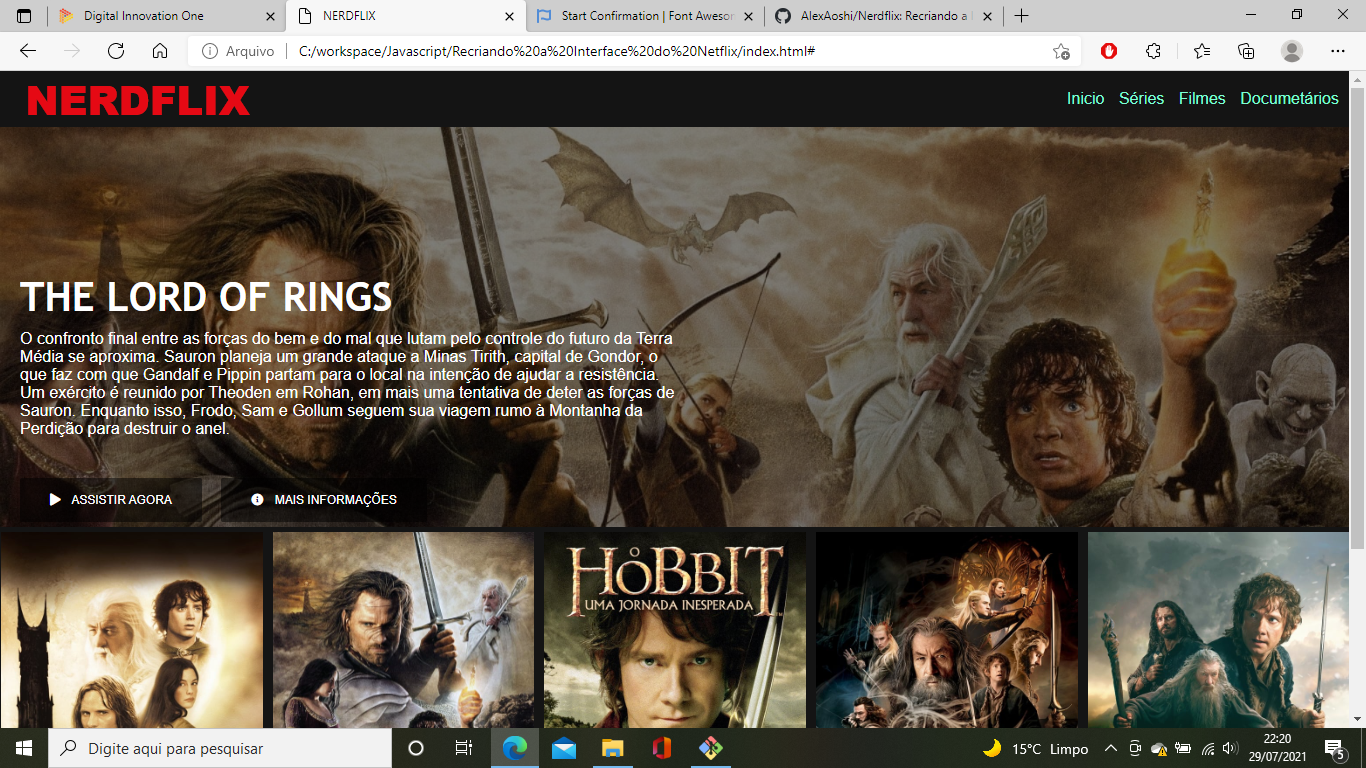 Digital Innovation One
NERDFLIX
Start Confirmation | Font Aweso
AlexAoshi/Nerdflix: Recriando a
Arquivo
C:/workspace/Javascript/Recriando%20a%20Interface%20do%20Netflix/index.html#
NERDFLIX
Inicio Séries Filmes Documetários
THE LORD OF RINGS
O confronto final entre as forças do bem e do mal que lutam pelo controle do futuro da Terra
Média se aproxima. Sauron planeja um grande ataque a Minas Tirith, capital de Gondor, o
que faz com que Gandalf e Pippin partam para o local na intenção de ajudar a resistência.
Um exército é reunido por Theoden em Rohan, em mais uma tentativa de deter as forças de
Sauron. Enquanto isso, Frodo, Sam e Gollum seguem sua viagem rumo à Montanha da
Perdição para destruir o anel.
ASSISTIR AGORA
MAIS INFORMAÇÕES
O HOBBIT
UMA JORNADA INESPERADA
Digite aqui para pesquisar
15°C Limpo
22:20
29/07/2021
5